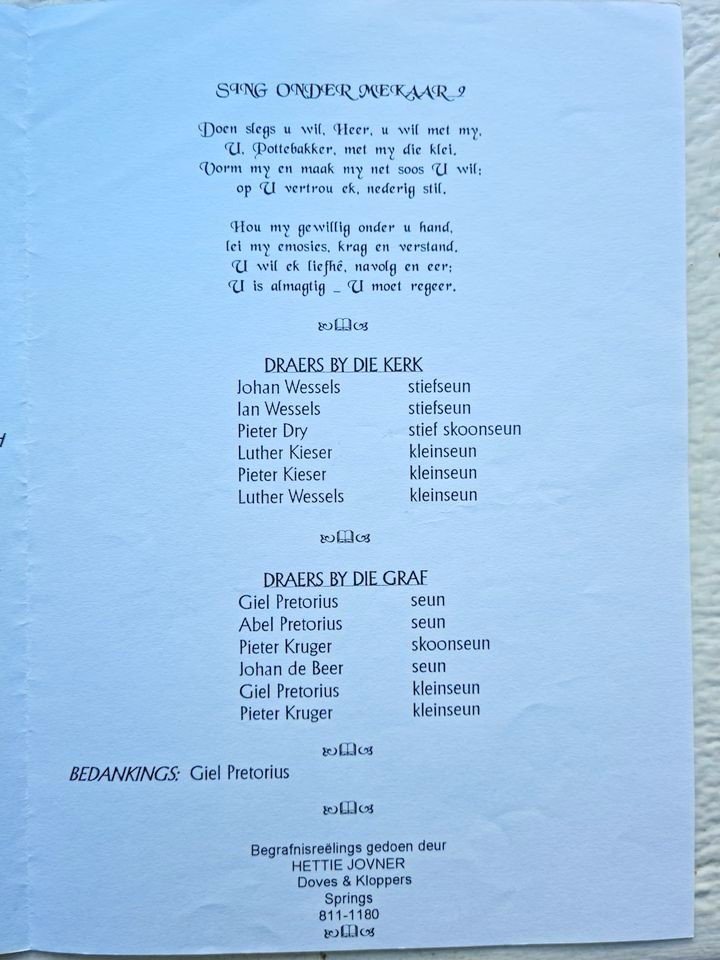 SING ONDER MEKAAR 9
Doen slegs u wil, Heer, u wil met my,
U, Pottebakker, met my die klei.
Vorm my en maak my net soos U wil;
op U vertrou ek, nederig stil.
Hou my gewillig onder u hand,
lei my emosies, krag en verstand.
U wil ek liefhê, navolg en eer;
U is almagtig _ U moet regeer.
DRAERS BY DIE KERK
Johan Wessels stiefseun
Ian Wessels stiefseun
Pieter Dry stief skoonseun
Luther Kieser kleinseun
Pieter Kieser kleinseun
Luther Wessels kleinseun
DRAERS BY DIE GRAF
Giel Pretorius seun
Abel Pretorius seun
Pieter Kruger skoonseun
Johan de Beer seun
Giel Pretorius kleinseun
Pieter Kruger kleinseun
BEDANKINGS: Giel Pretorius
Begrafnisreëlings gedoen deur
HETTIE JOVNER
Doves & Kloppers
Springs
811-1180